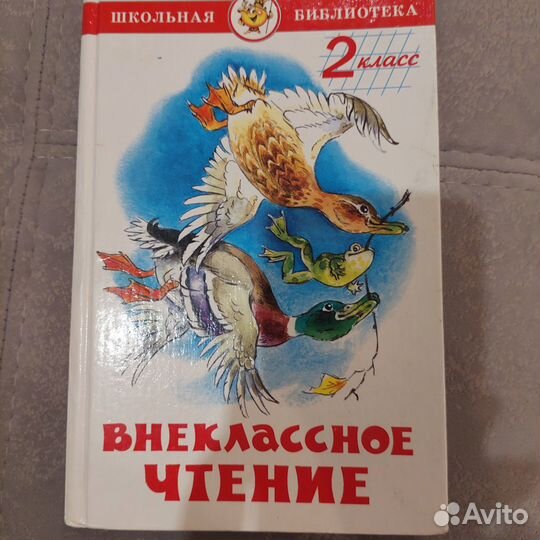 ШКОЛЬНАЯ БИБЛИОТЕКА
2 класс
ВНЕКЛАССНОЕ
ЧТЕНИЕ
Avito